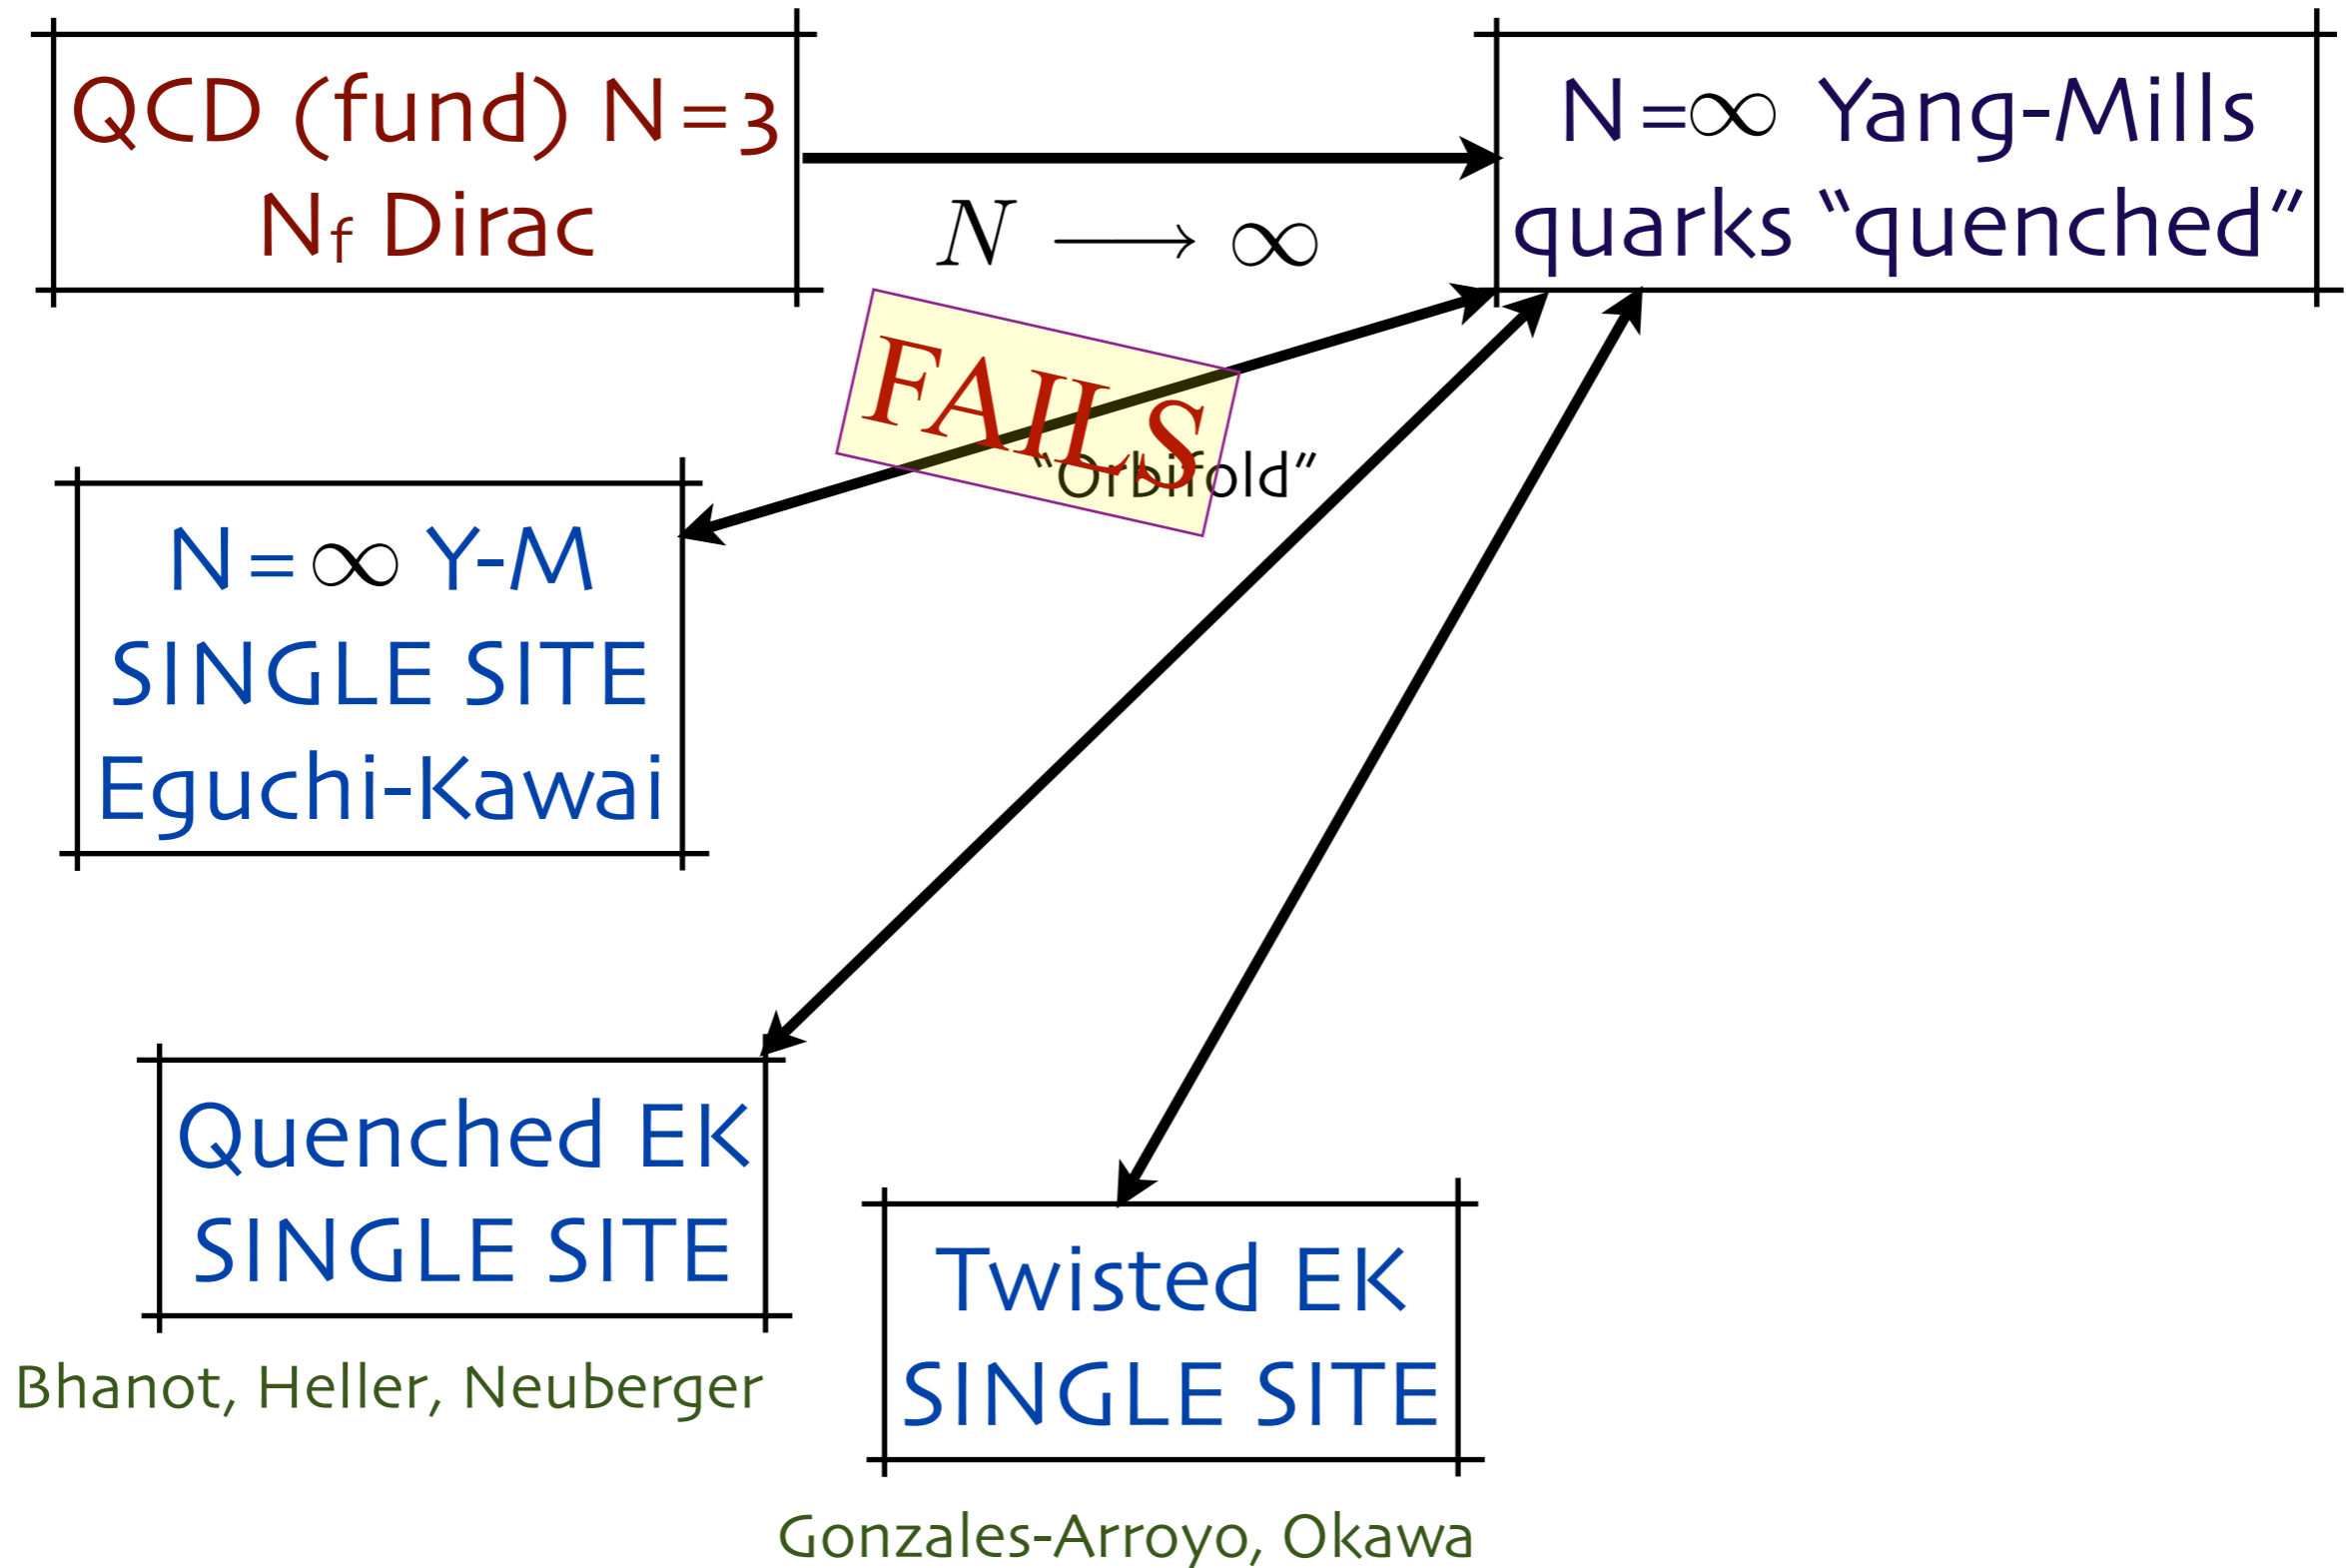 QCD (fund) N=3
N_f Dirac
N=∞ Yang-Mills
quarks “quenched”
N ⟶ ∞
FAILS
“Orbifold”
N=∞ Y-M
SINGLE SITE
Eguchi-Kawai
Quenched EK
SINGLE SITE
Bhanot, Heller, Neuberger
Twisted EK
SINGLE SITE
Gonzales-Arroyo, Okawa